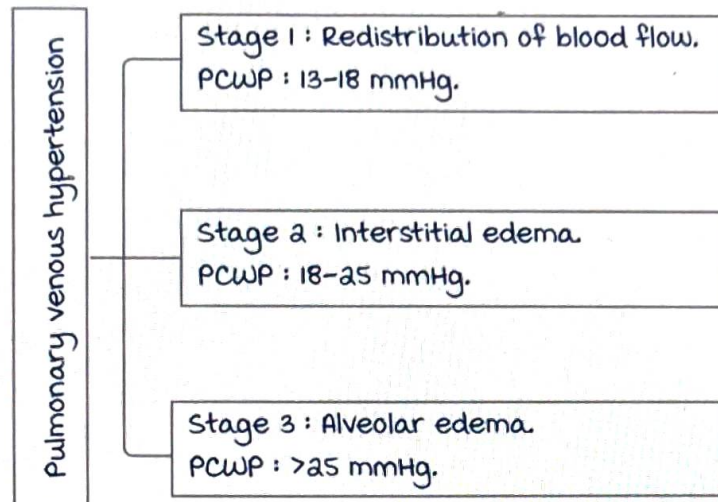 Pulmonary venous hypertension
Stage 1 : Redistribution of blood flow.
PCWP : 13-18 mmHg.
Stage 2 : Interstitial edema.
PCWP : 18-25 mmHg.
Stage 3 : Alveolar edema.
PCWP : >25 mmHg.